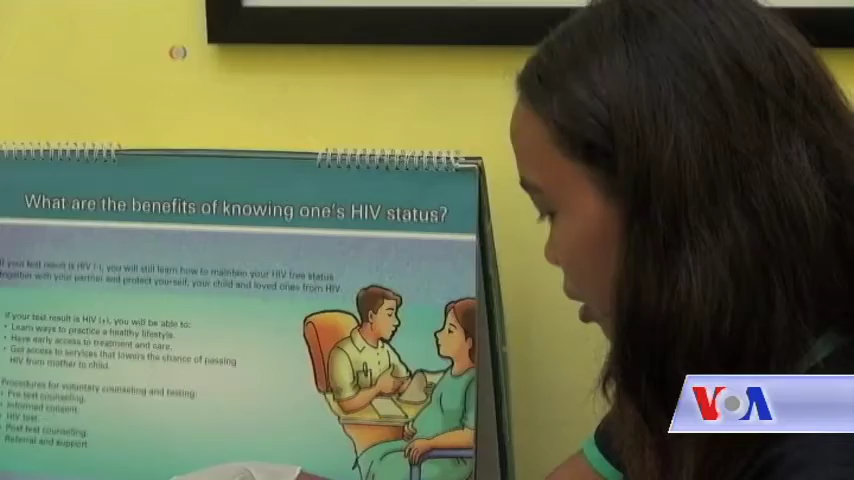 What are the benefits of knowing one's HIV status?
If your test result is HIV (-), you will still learn how to maintain your HIV free status
together with your partner and protect yourself, your child and loved ones from HIV.
If your test result is HIV (+), you will be able to:
• Learn ways to practice a healthy lifestyle.
• Have early access to treatment and care.
• Get access to services that lowers the chance of passing
HIV from mother to child.
Procedures for voluntary counseling and testing:
• Pre test counselling.
• Informed consent.
• HIV test.
• Post test counselling.
Referral and support
VOA